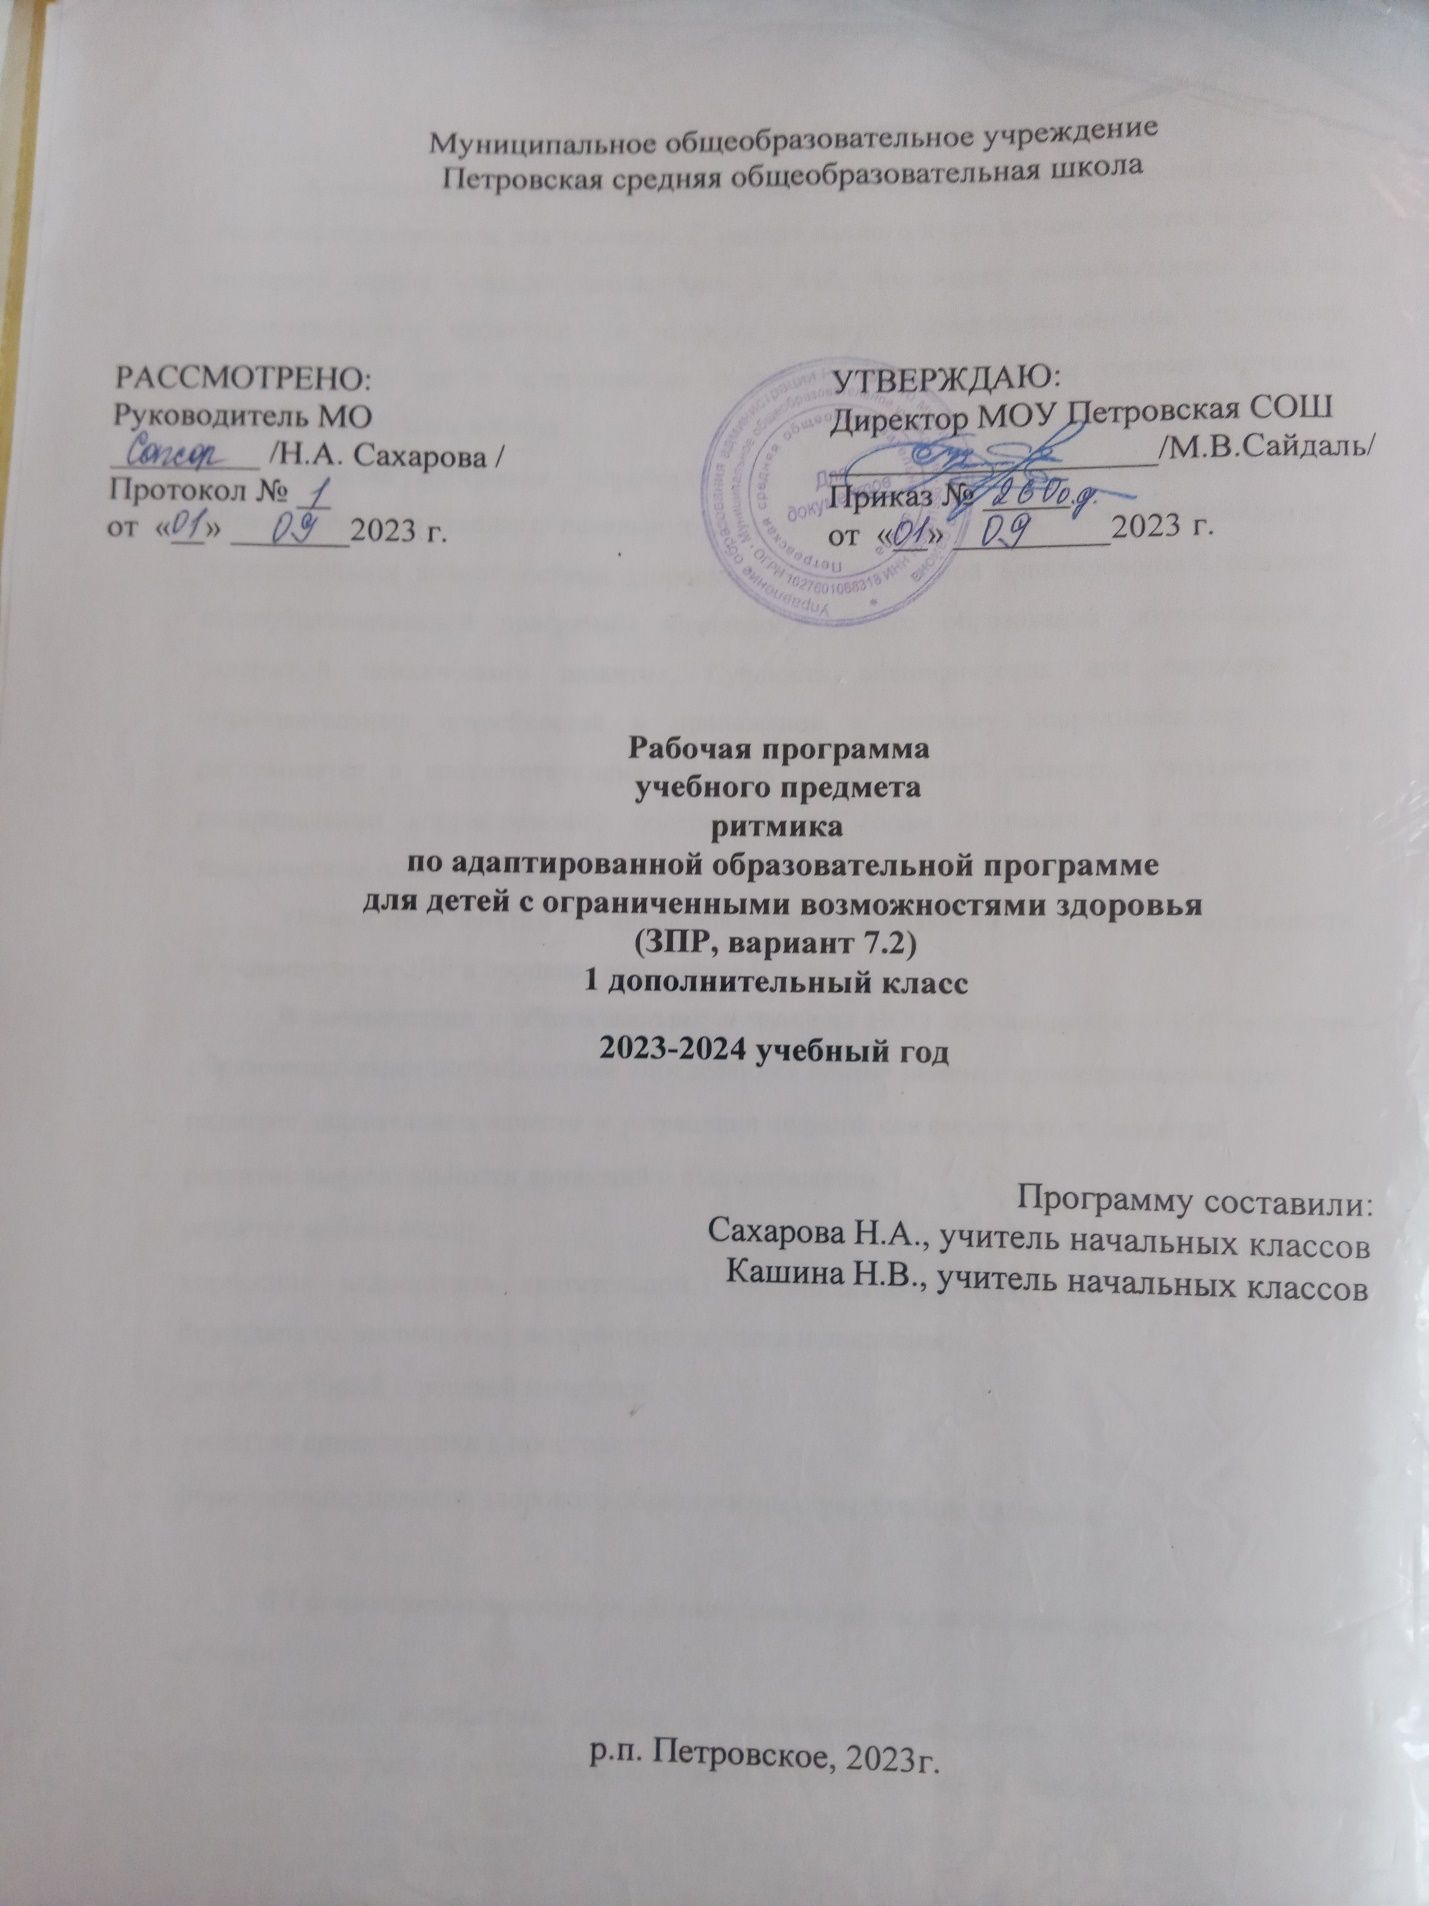 Муниципальное общеобразовательное учреждение
Петровская средняя общеобразовательная школа
РАССМОТРЕНО:
Руководитель МО
/Н.А. Сахарова /
Протокол № 1
от «01» 09 2023 г.
УТВЕРЖДАЮ:
Директор МОУ Петровская СОШ
/М.В.Сайдаль/
Приказ №
от «01» 09 2023 г.
Для
документов
Рабочая программа
учебного предмета
ритмика
по адаптированной образовательной программе
для детей с ограниченными возможностями здоровья
(ЗПР, вариант 7.2)
1 дополнительный класс
2023-2024 учебный год
Программу составили:
Сахарова Н.А., учитель начальных классов
Кашина Н.В., учитель начальных классов
р.п. Петровское, 2023г.